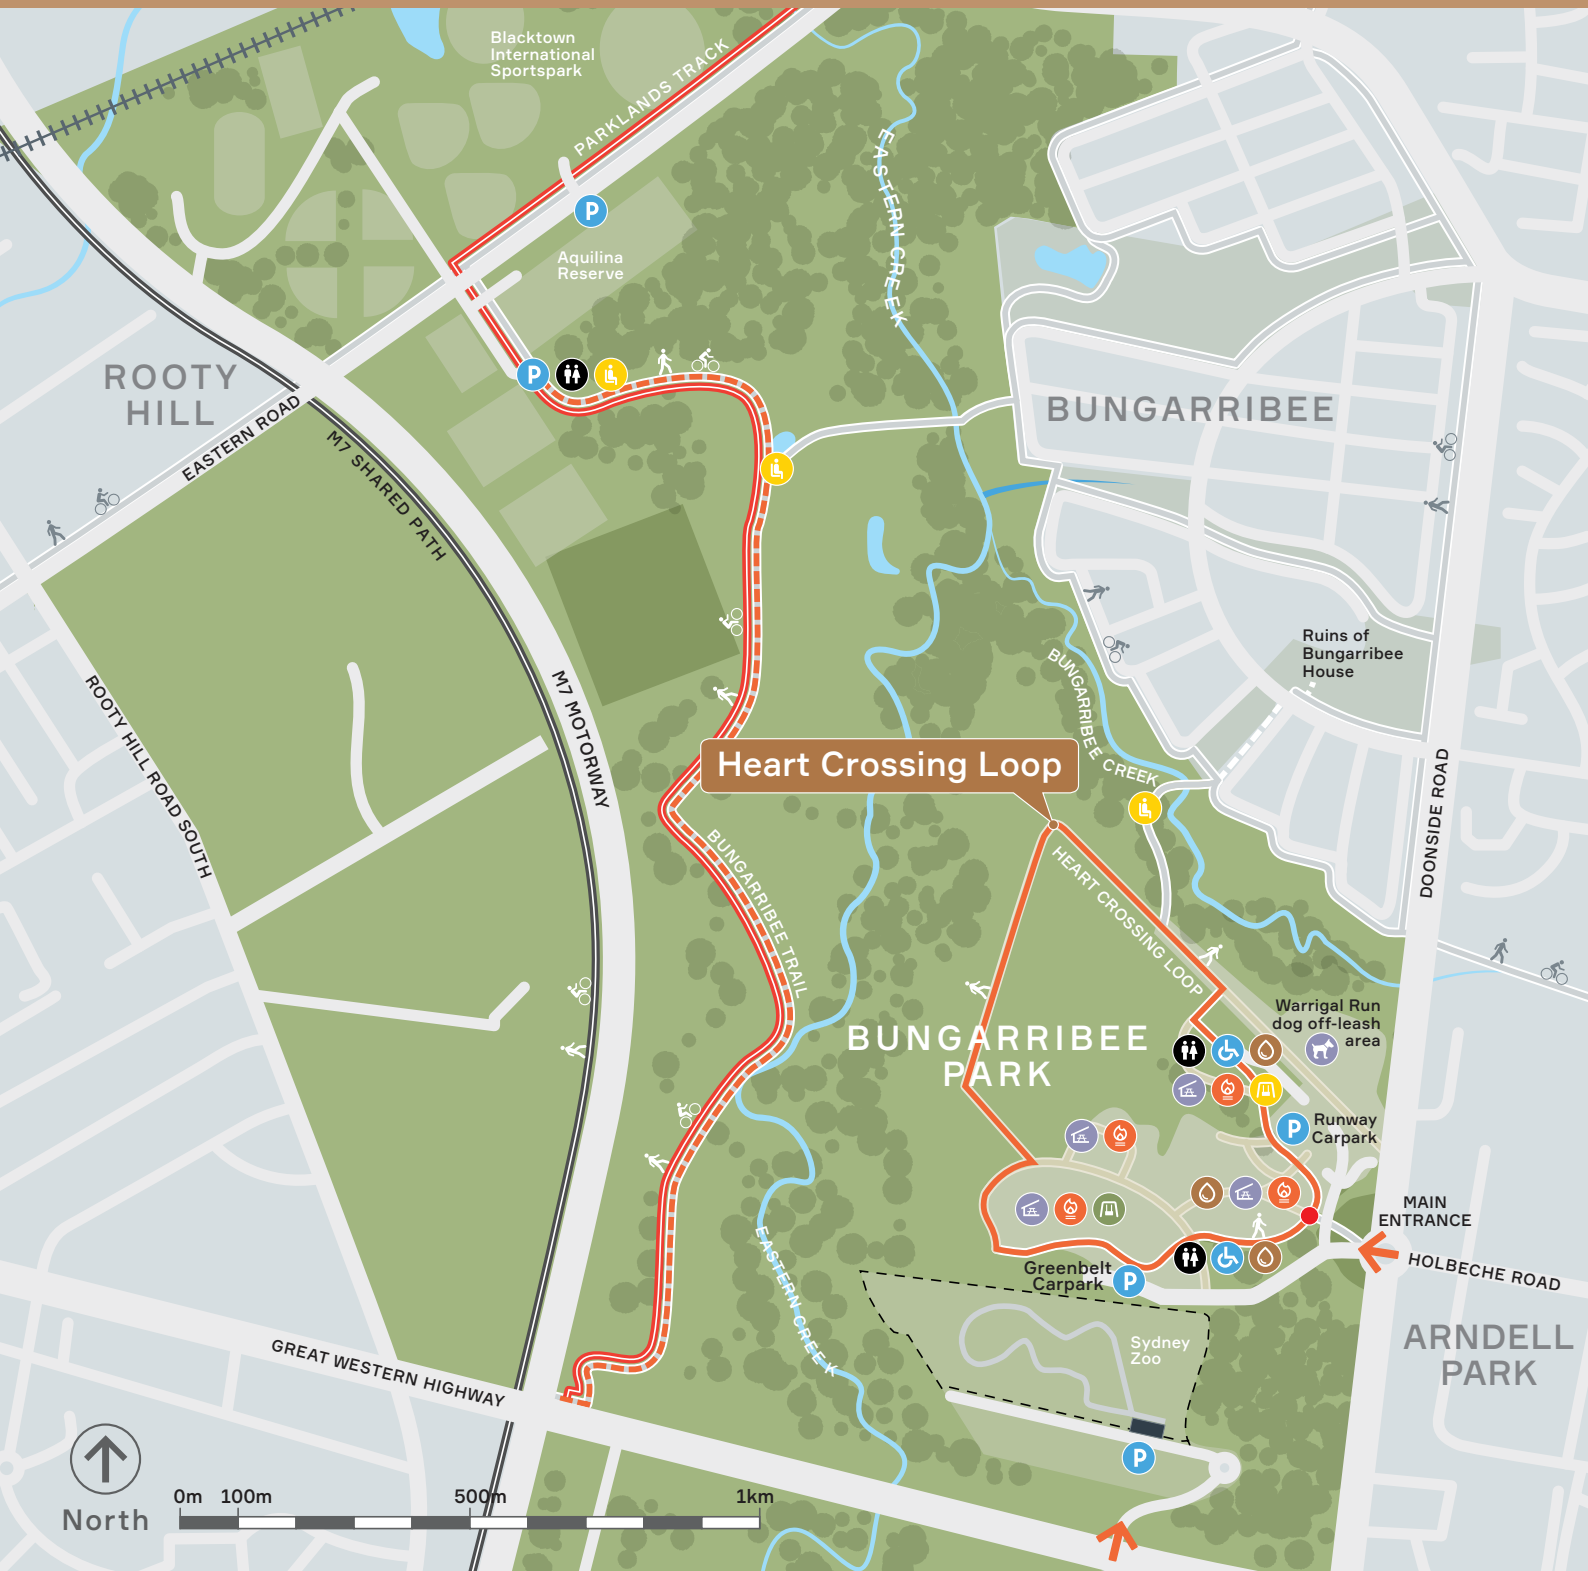 Blacktown
International
Sportspark
PARKLANDS TRACK
P
Aquilina
Reserve
EASTERN CREEK
ROOTY
HILL
P
BUNGARRIBEE
EASTERN ROAD
M7 SHARED PATH
Ruins of
Bungarribee
House
BUNGARRIBEE CREEK
M7 MOTORWAY
ROOTY HILL ROAD SOUTH
Heart Crossing Loop
DOONSIDE ROAD
BUNGARRIBEE TRAIL
HEART CROSSING LOOP
Warrigal Run
dog off-leash
area
BUNGARRIBEE
PARK
P
Runway
Carpark
MAIN
ENTRANCE
HOLBECHE ROAD
Greenbelt
Carpark
P
EASTERN CREEK
Sydney
Zoo
ARNDELL
PARK
GREAT WESTERN HIGHWAY
P
North
0m 100m 500m 1km